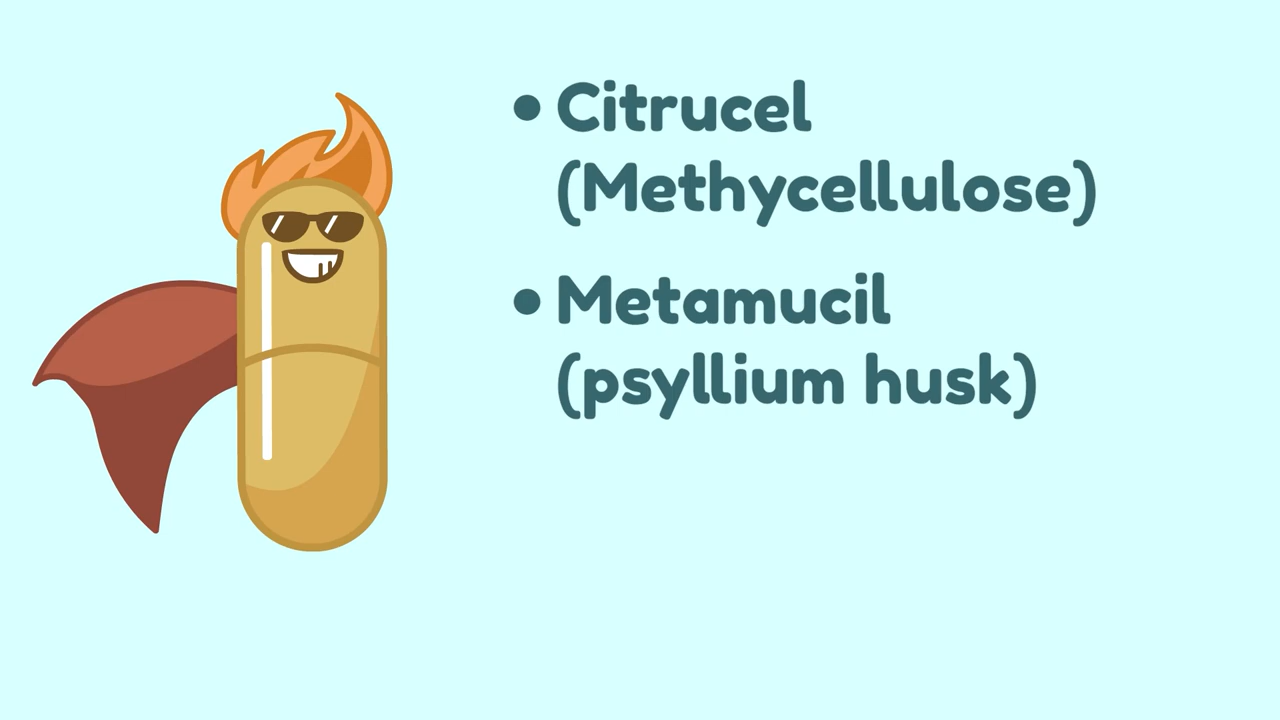 • Citrucel
(Methycellulose)
• Metamucil
(psyllium husk)